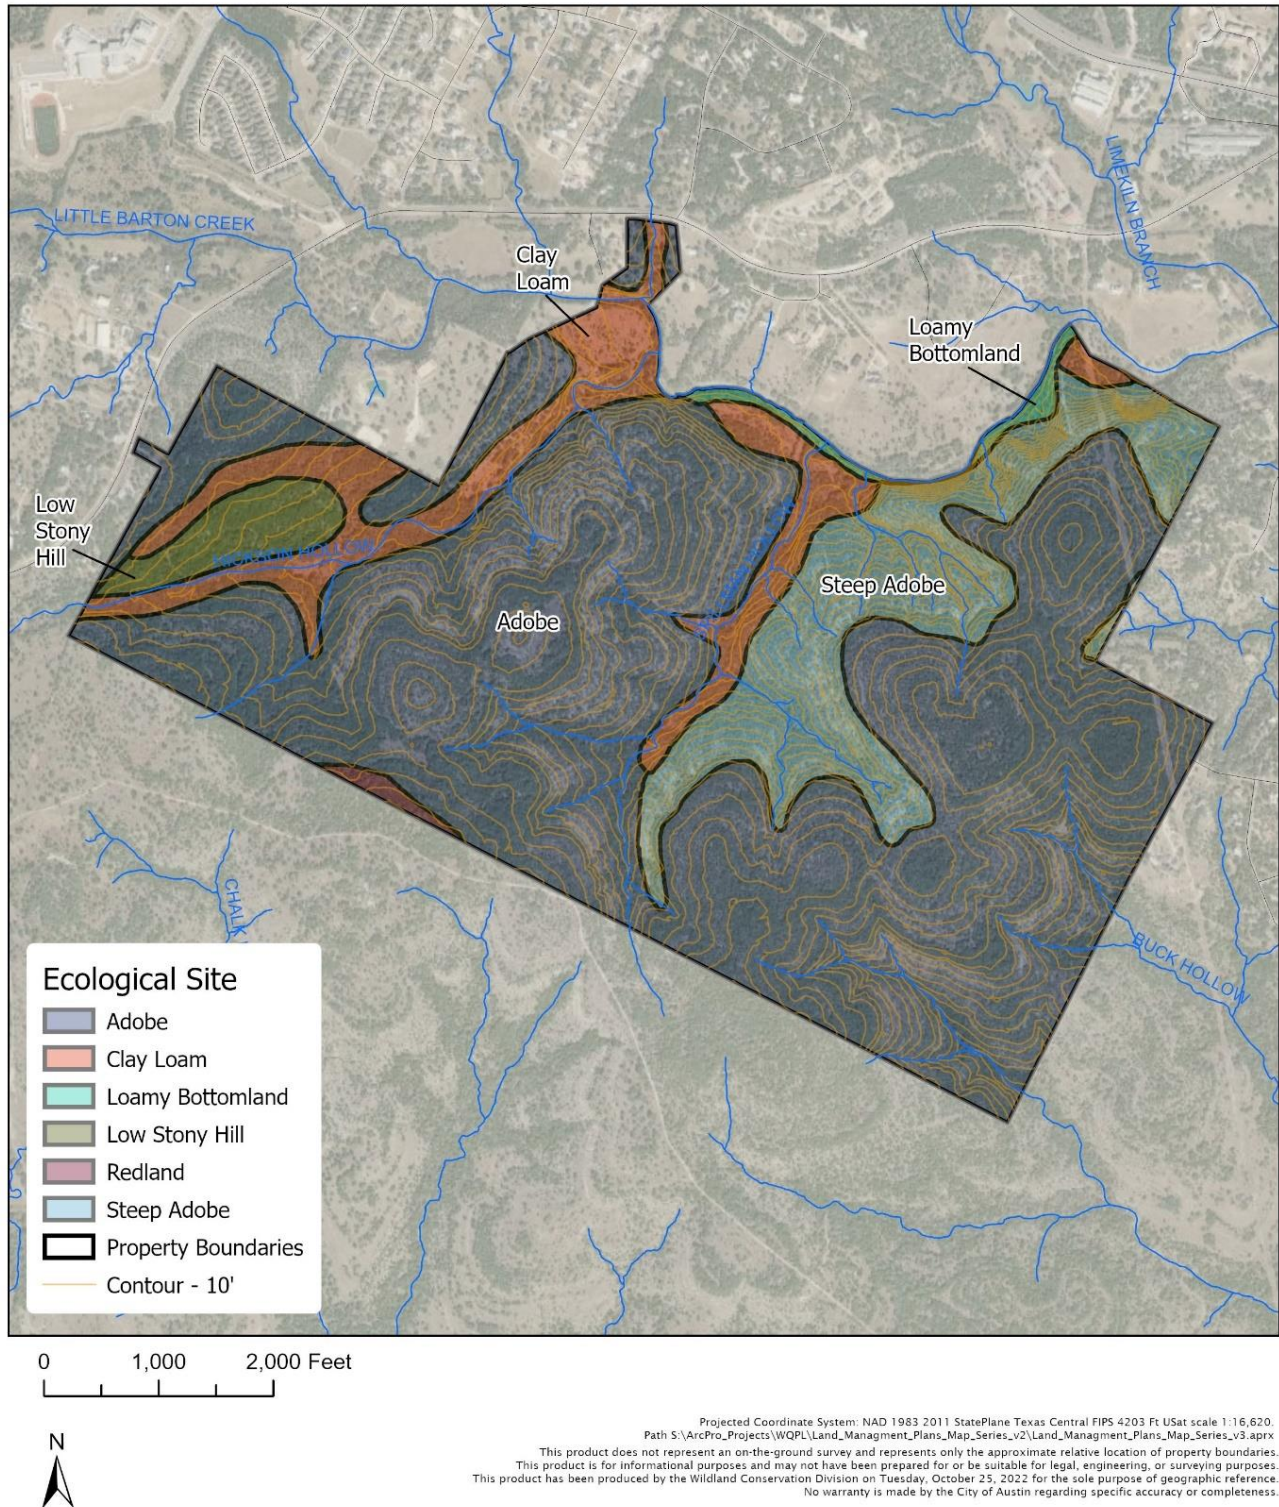 LITTLE BARTON CREEK
LIMEKILN BRANCH
Clay
Loam
Loamy
Bottomland
Low
Stony
Hill
Steep Adobe
Adobe
CHALK
BUCK HOLLOW
Ecological Site
Adobe
Clay Loam
Loamy Bottomland
Low Stony Hill
Redland
Steep Adobe
Property Boundaries
Contour - 10'
0 1,000 2,000 Feet
N
Projected Coordinate System: NAD 1983 2011 StatePlane Texas Central FIPS 4203 Ft USat scale 1:16,620.
Path S:\ArcPro_Projects\WQPL\Land_Managment_Plans_Map_Series_v2\Land_Managment_Plans_Map_Series_v3.aprx
This product does not represent an on-the-ground survey and represents only the approximate relative location of property boundaries.
This product is for informational purposes and may not have been prepared for or be suitable for legal, engineering, or surveying purposes.
This product has been produced by the Wildland Conservation Division on Tuesday, October 25, 2022 for the sole purpose of geographic reference.
No warranty is made by the City of Austin regarding specific accuracy or completeness.